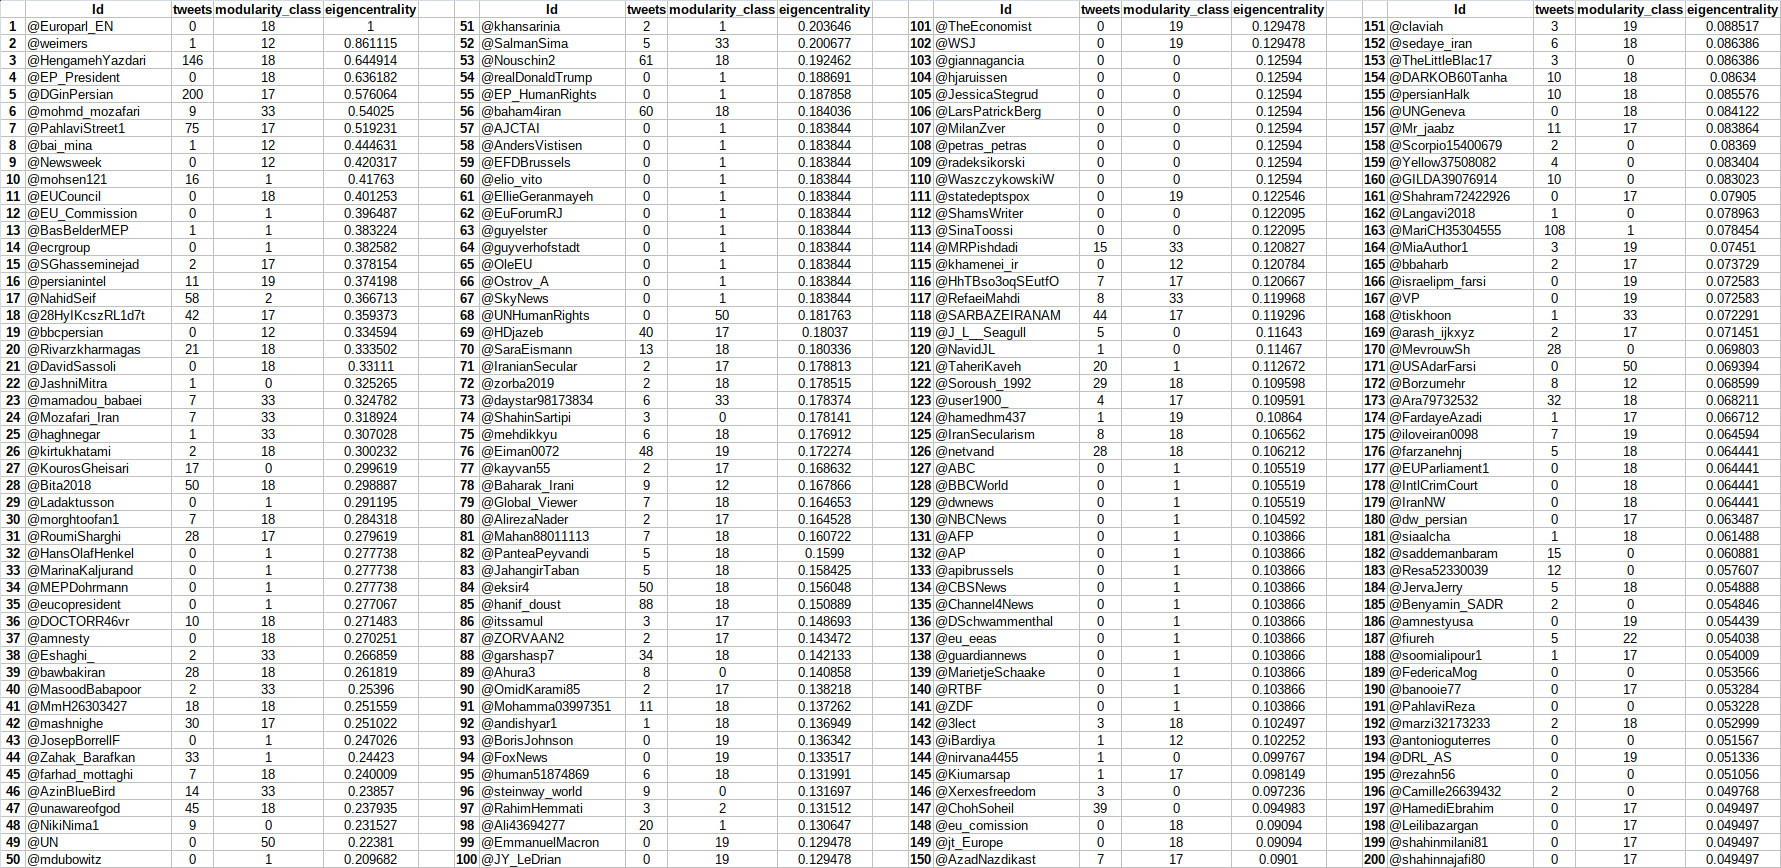 Id tweets modularity_class eigencentrality Id tweets modularity_class eigencentrality Id tweets modularity_class eigencentrality Id tweets modularity_class eigencentrality
1 @Europarl_EN 0 18 1 51 @khansarinia 2 1 0.203646 101 @TheEconomist 0 19 0.129478 151 @claviah 3 19 0.088517
2 @weimers 1 12 0.861115 52 @SalmanSima 5 33 0.200677 102 @WSJ 0 19 0.129478 152 @sedaye_iran 6 18 0.086386
3 @HengamehYazdari 146 18 0.644914 53 @Nouschin2 61 18 0.192462 103 @giannagancia 0 0 0.12594 153 @TheLittleBlac17 3 0 0.086386
4 @EP_President 0 18 0.636182 54 @realDonaldTrump 0 1 0.188691 104 @hjaruissen 0 0 0.12594 154 @DARKOB60Tanha 10 18 0.08634
5 @DGinPersian 200 17 0.576064 55 @EP_HumanRights 0 1 0.187858 105 @JessicaStegrud 0 0 0.12594 155 @persianHalk 10 18 0.085576
6 @mohmd_mozafari 9 33 0.54025 56 @baham4iran 60 18 0.184036 106 @LarsPatrickBerg 0 0 0.12594 156 @UNGeneva 0 18 0.084122
7 @PahlaviStreet1 75 17 0.519231 57 @AJCTAI 0 1 0.183844 107 @MilanZver 0 0 0.12594 157 @Mr_jaabz 11 17 0.083864
8 @bai_mina 1 12 0.444631 58 @AndersVistisen 0 1 0.183844 108 @petras_petras 0 0 0.12594 158 @Scorpio15400679 2 0 0.08369
9 @Newsweek 0 12 0.420317 59 @EFDBrussels 0 1 0.183844 109 @radeksikorski 0 0 0.12594 159 @Yellow37508082 4 0 0.083404
10 @mohsen121 16 1 0.41763 60 @elio_vito 0 1 0.183844 110 @WaszczykowskiW 0 0 0.12594 160 @GILDA39076914 10 0 0.083023
11 @EUCouncil 0 18 0.401253 61 @EllieGeranmayeh 0 1 0.183844 111 @statedeptspox 0 19 0.122546 161 @Shahram72422926 0 17 0.07905
12 @EU_Commission 0 1 0.396487 62 @EuForumRJ 0 1 0.183844 112 @ShamsWriter 0 0 0.122095 162 @Langavi2018 1 0 0.078963
13 @BasBelderMEP 1 1 0.383224 63 @guyelster 0 1 0.183844 113 @SinaToossi 0 0 0.122095 163 @MariCH35304555 108 1 0.078454
14 @ecrgroup 0 1 0.382582 64 @guyverhofstadt 0 1 0.183844 114 @MRPishdadi 15 33 0.120827 164 @MiaAuthor1 3 19 0.07451
15 @SGhasseminejad 2 17 0.378154 65 @OleEU 0 1 0.183844 115 @khamenei_ir 0 12 0.120784 165 @bbaharb 2 17 0.073729
16 @persianintel 11 19 0.374198 66 @Ostrov_A 0 1 0.183844 116 @HhTBso3oqSEutfO 7 17 0.120667 166 @israelipm_farsi 0 19 0.072583
17 @NahidSeif 58 2 0.366713 67 @SkyNews 0 1 0.183844 117 @RefaeiMahdi 8 33 0.119968 167 @VP 0 19 0.072583
18 @28HyIKcszRL1d7t 42 17 0.359373 68 @UNHumanRights 0 50 0.181763 118 @SARBAZEIRANAM 44 17 0.119296 168 @tiskhoon 1 33 0.072291
19 @bbcpersian 0 12 0.334594 69 @HDjazeb 40 17 0.18037 119 @J_L__Seagull 5 0 0.11643 169 @arash_ijkxyz 2 17 0.071451
20 @Rivarzkharmagas 21 18 0.333502 70 @SaraEismann 13 18 0.180336 120 @NavidJL 1 0 0.11467 170 @MevrouwSh 28 0 0.069803
21 @DavidSassoli 0 18 0.33111 71 @IranianSecular 2 17 0.178813 121 @TaheriKaveh 20 1 0.112672 171 @USAdarFarsi 0 50 0.069394
22 @JashniMitra 1 0 0.325265 72 @zorba2019 2 18 0.178515 122 @Soroush_1992 29 18 0.109598 172 @Borzumehr 8 12 0.068599
23 @mamadou_babaei 7 33 0.324782 73 @daystar98173834 6 33 0.178374 123 @user1900_ 4 17 0.109591 173 @Ara79732532 32 18 0.068211
24 @Mozafari_Iran 7 33 0.318924 74 @ShahinSartipi 3 0 0.178141 124 @hamedhm437 1 19 0.10864 174 @FardayeAzadi 1 17 0.066712
25 @haghnegar 1 33 0.307028 75 @mehdikkyu 6 18 0.176912 125 @IranSecularism 8 18 0.106562 175 @iloveiran0098 7 19 0.064594
26 @kirtukhatami 2 18 0.300232 76 @Eiman0072 48 19 0.172274 126 @netvand 28 18 0.106212 176 @farzanehnj 5 18 0.064441
27 @KourosGheisari 17 0 0.299619 77 @kayvan55 2 17 0.168632 127 @ABC 0 1 0.105519 177 @EUParliament1 0 18 0.064441
28 @Bita2018 50 18 0.298887 78 @Baharak_Irani 9 12 0.167866 128 @BBCWorld 0 1 0.105519 178 @IntlCrimCourt 0 18 0.064441
29 @Ladaktusson 0 1 0.291195 79 @Global_Viewer 7 18 0.164653 129 @dwnews 0 1 0.105519 179 @IranNW 0 18 0.064441
30 @morghtoofan1 7 18 0.284318 80 @AlirezaNader 2 17 0.164528 130 @NBCNews 0 1 0.104592 180 @dw_persian 0 17 0.063487
31 @RoumiSharghi 28 17 0.279619 81 @Mahan88011113 7 18 0.160722 131 @AFP 0 1 0.103866 181 @siaalcha 1 18 0.061488
32 @HansOlafHenkel 0 1 0.277738 82 @PanteaPeyvandi 5 18 0.1599 132 @AP 0 1 0.103866 182 @saddemanbaram 15 0 0.060881
33 @MarinaKaljurand 0 1 0.277738 83 @JahangirTaban 5 18 0.158425 133 @apibrussels 0 1 0.103866 183 @Resa52330039 12 0 0.057607
34 @MEPDohrmann 0 1 0.277738 84 @eksir4 50 18 0.156048 134 @CBSNews 0 1 0.103866 184 @JervaJerry 5 18 0.054888
35 @eucopresident 0 1 0.277067 85 @hanif_doust 88 18 0.150889 135 @Channel4News 0 1 0.103866 185 @Benyamin_SADR 2 0 0.054846
36 @DOCTORR46vr 10 18 0.271483 86 @itssamul 3 17 0.148693 136 @DSchwammenthal 0 1 0.103866 186 @amnestyusa 0 19 0.054439
37 @amnesty 0 18 0.270251 87 @ZORVAAN2 2 17 0.143472 137 @eu_eeas 0 1 0.103866 187 @fiureh 5 22 0.054038
38 @Eshaghi_ 2 33 0.266859 88 @garshasp7 34 18 0.142133 138 @guardiannews 0 1 0.103866 188 @soomialipour1 1 17 0.054009
39 @bawbakiran 28 18 0.261819 89 @Ahura3 8 0 0.140858 139 @MarietjeSchaake 0 1 0.103866 189 @FedericaMog 0 0 0.053566
40 @MasoodBabapoor 2 33 0.25396 90 @OmidKarami85 2 17 0.138218 140 @RTBF 0 1 0.103866 190 @banooie77 0 17 0.053284
41 @MmH26303427 18 18 0.251559 91 @Mohamma03997351 11 18 0.137262 141 @ZDF 0 1 0.103866 191 @PahlaviReza 0 0 0.053228
42 @mashnighe 30 17 0.251022 92 @andishyar1 1 18 0.136949 142 @3lect 3 18 0.102497 192 @marzi32173233 2 18 0.052999
43 @JosepBorrellF 0 1 0.247026 93 @BorisJohnson 0 19 0.136342 143 @iBardiya 1 12 0.102252 193 @antonioguterres 0 0 0.051567
44 @Zahak_Barafkan 33 1 0.24423 94 @FoxNews 0 19 0.133517 144 @nirvana4455 1 0 0.099767 194 @DRL_AS 0 19 0.051336
45 @farhad_mottaghi 7 18 0.240009 95 @human51874869 6 18 0.131991 145 @Kiumarsap 1 17 0.098149 195 @rezahn56 0 0 0.051056
46 @AzinBlueBird 14 33 0.23857 96 @steinway_world 9 0 0.131697 146 @Xerxesfreedom 3 0 0.097236 196 @Camille26639432 2 0 0.049768
47 @unawareofgod 45 18 0.237935 97 @RahimHemmati 3 2 0.131512 147 @ChohSoheil 39 0 0.094983 197 @HamediEbrahim 0 17 0.049497
48 @NikiNima1 9 0 0.231527 98 @Ali43694277 20 1 0.130647 148 @eu_comission 0 18 0.09094 198 @Leilibazargan 0 17 0.049497
49 @UN 0 50 0.22381 99 @EmmanuelMacron 0 19 0.129478 149 @jt_Europe 0 18 0.09094 199 @shahinmilani81 0 17 0.049497
50 @mdubowitz 0 1 0.209682 100 @JY_LeDrian 0 19 0.129478 150 @AzadNazdikast 7 17 0.0901 200 @shahinnajafi80 0 17 0.049497